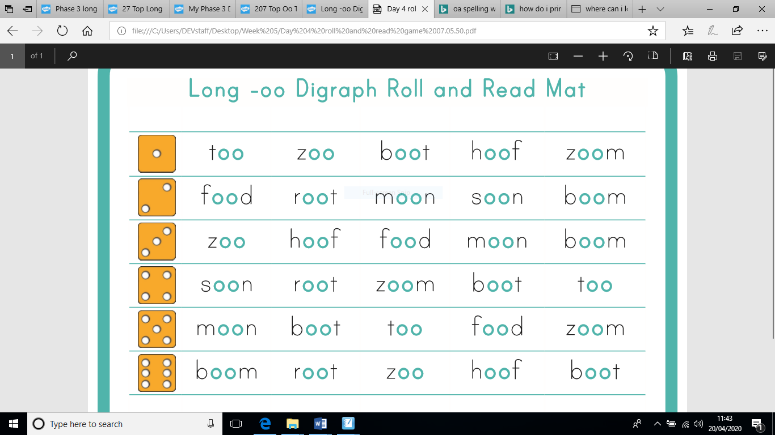 Phase 3 long
27 Top Long
My Phase 3 D
207 Top Oo T
Long -oo Dig
Day 4 rol
oa spelling w
how do i prin
where can i
file:///C:/Users/DEVstaff/Desktop/Week%205/Day%204%20roll%20and%20read%20game%2007.05.50.pdf
1 of 1
Long -oo Digraph Roll and Read Mat
too zoo boot hoof zoom
food root moon soon boom
zoo hoof food moon boom
soon root zoom boot too
moon boot too food zoom
boom root zoo hoof boot
Type here to search
11:43
20/04/2020